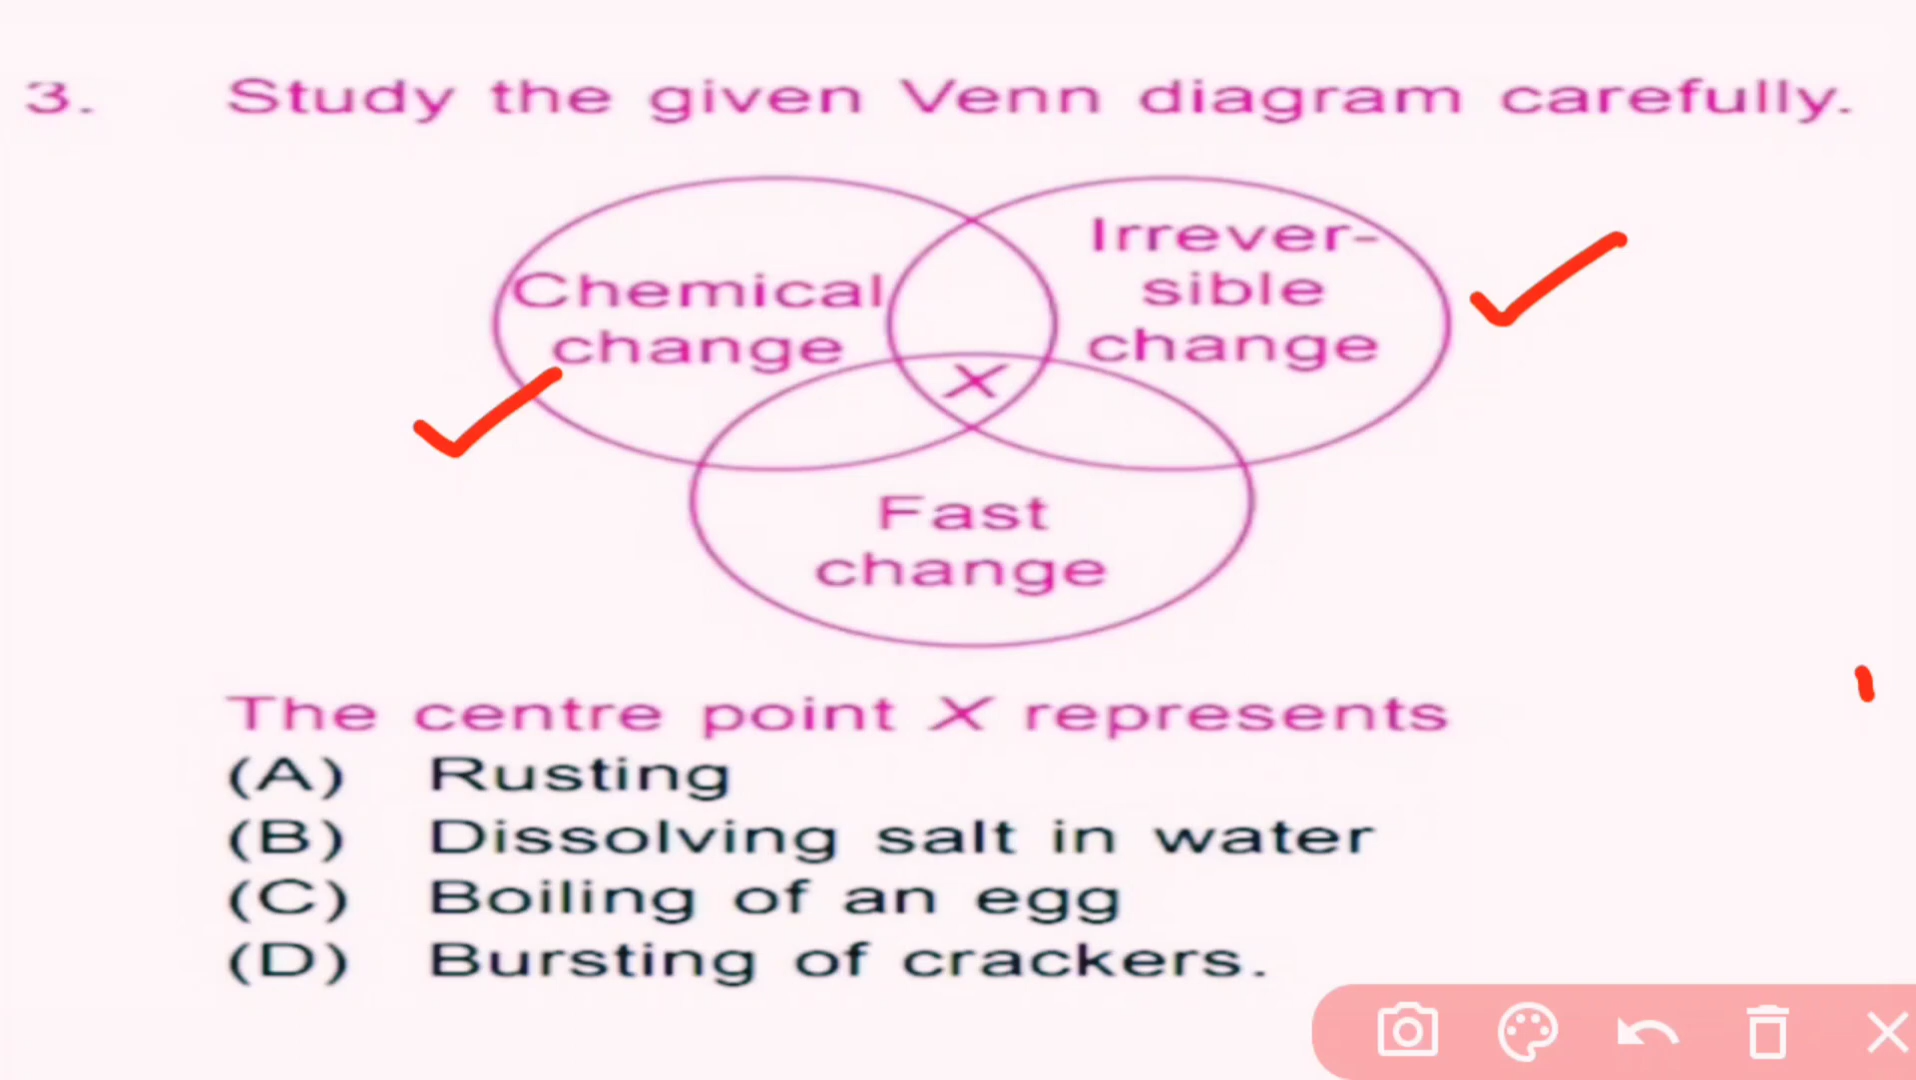 3. Study the given Venn diagram carefully.
Chemical
change
Irrever-
sible
change
X
Fast
change
The centre point X represents
(A) Rusting
(B) Dissolving salt in water
(C) Boiling of an egg
(D) Bursting of crackers.